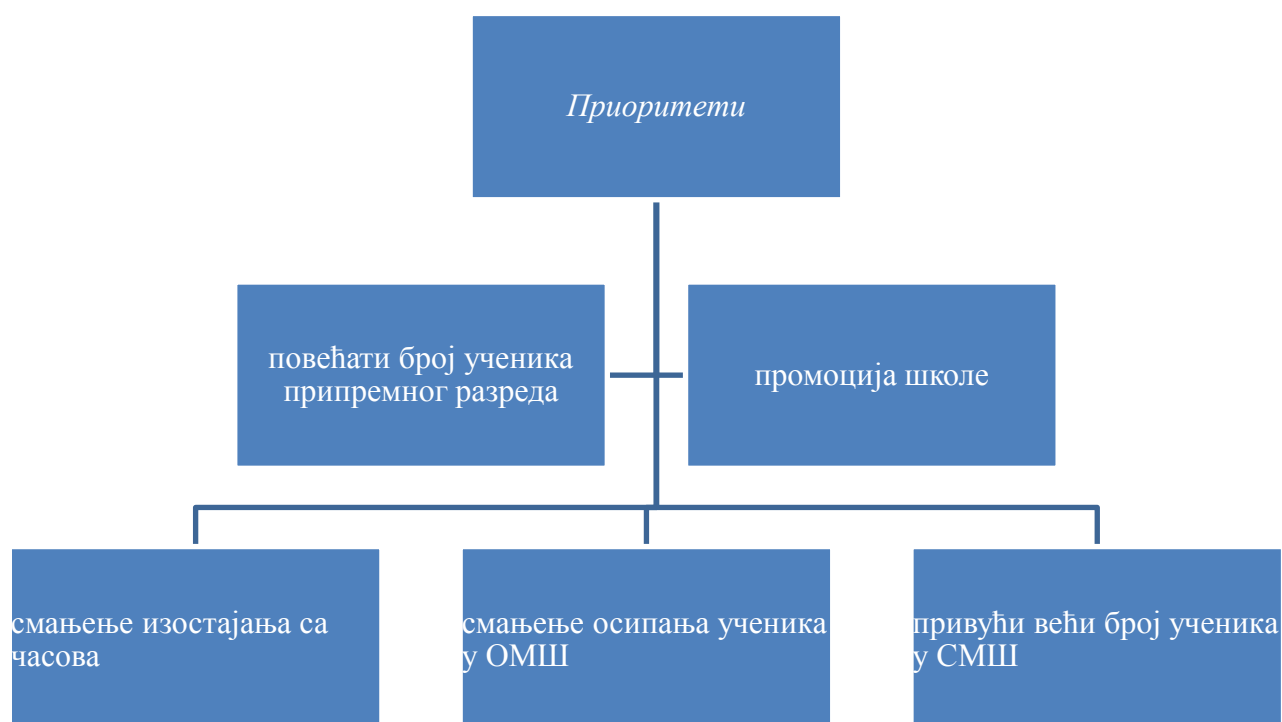 Приоритети
повећати број ученика
припремног разреда
промоција школе
смањење изостајања са
часова
смањење осипања ученика
у ОМШ
привући већи број ученика
у СМШ